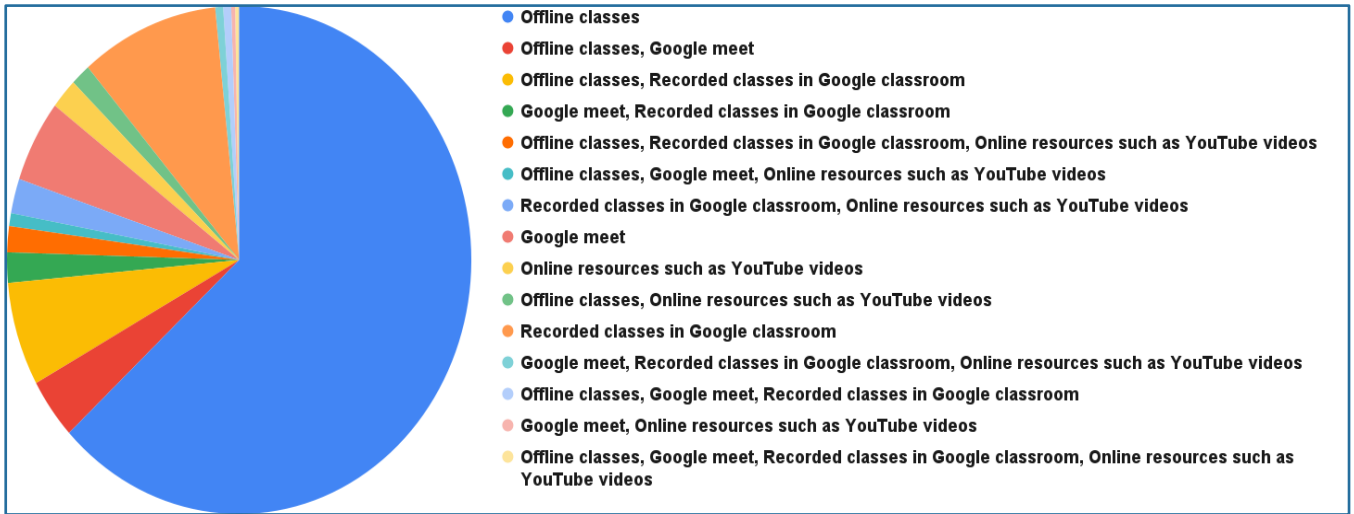 Offline classes
Offline classes, Google meet
Offline classes, Recorded classes in Google classroom
Google meet, Recorded classes in Google classroom
Offline classes, Recorded classes in Google classroom, Online resources such as YouTube videos
Offline classes, Google meet, Online resources such as YouTube videos
Recorded classes in Google classroom, Online resources such as YouTube videos
Google meet
Online resources such as YouTube videos
Offline classes, Online resources such as YouTube videos
Recorded classes in Google classroom
Google meet, Recorded classes in Google classroom, Online resources such as YouTube videos
Offline classes, Google meet, Recorded classes in Google classroom
Google meet, Online resources such as YouTube videos
Offline classes, Google meet, Recorded classes in Google classroom, Online resources such as
YouTube videos